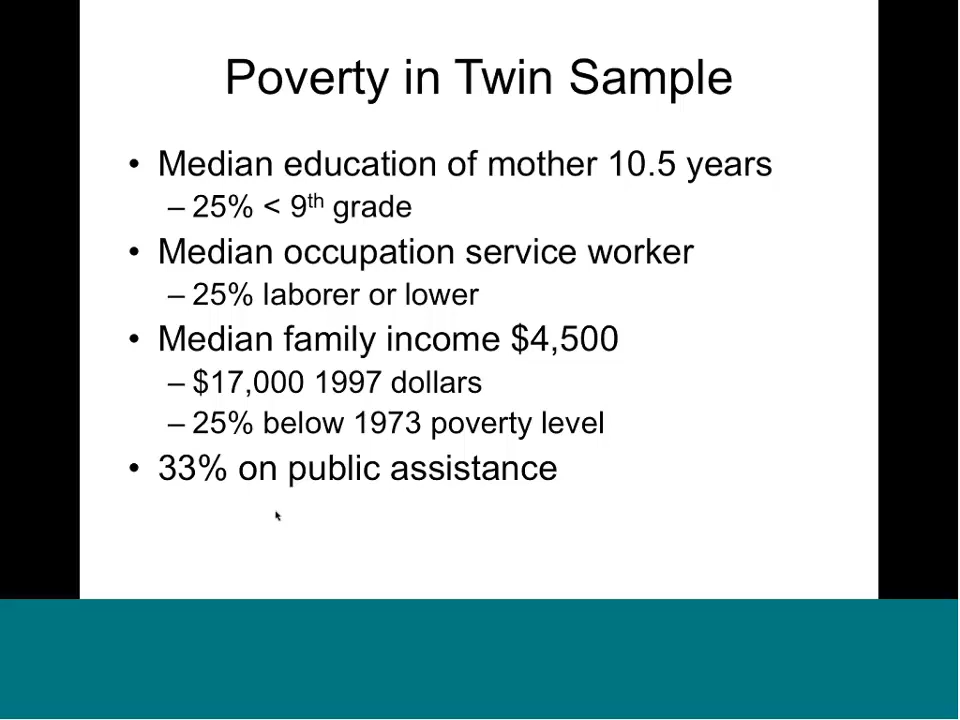 Poverty in Twin Sample
• Median education of mother 10.5 years
– 25% < 9th grade
• Median occupation service worker
– 25% laborer or lower
• Median family income $4,500
– $17,000 1997 dollars
– 25% below 1973 poverty level
• 33% on public assistance